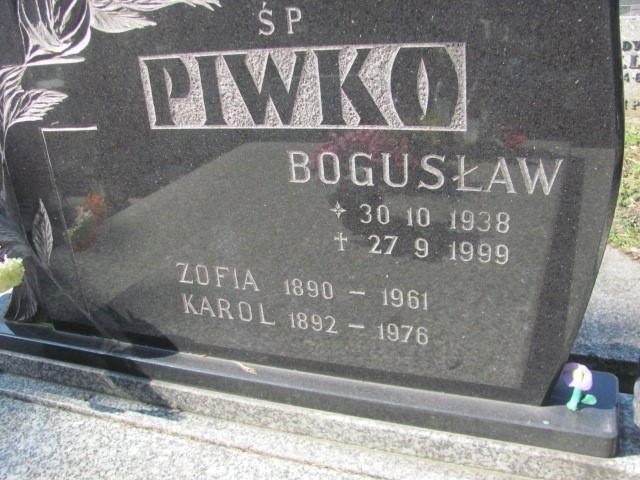 ŚP
PIWKO
BOGUSŁAW
30 10 1938
† 27 9 1999
ZOFIA 1890 - 1961
KAROL 1892 - 1976